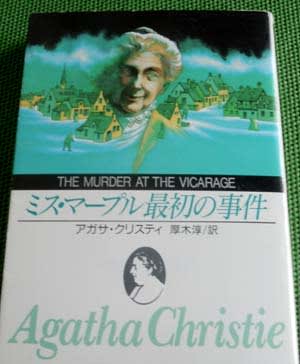 THE MURDER AT THE VICARAGE
ミス・マープル最初の事件
アガサ・クリスティ 厚木淳/訳
Agatha Christie